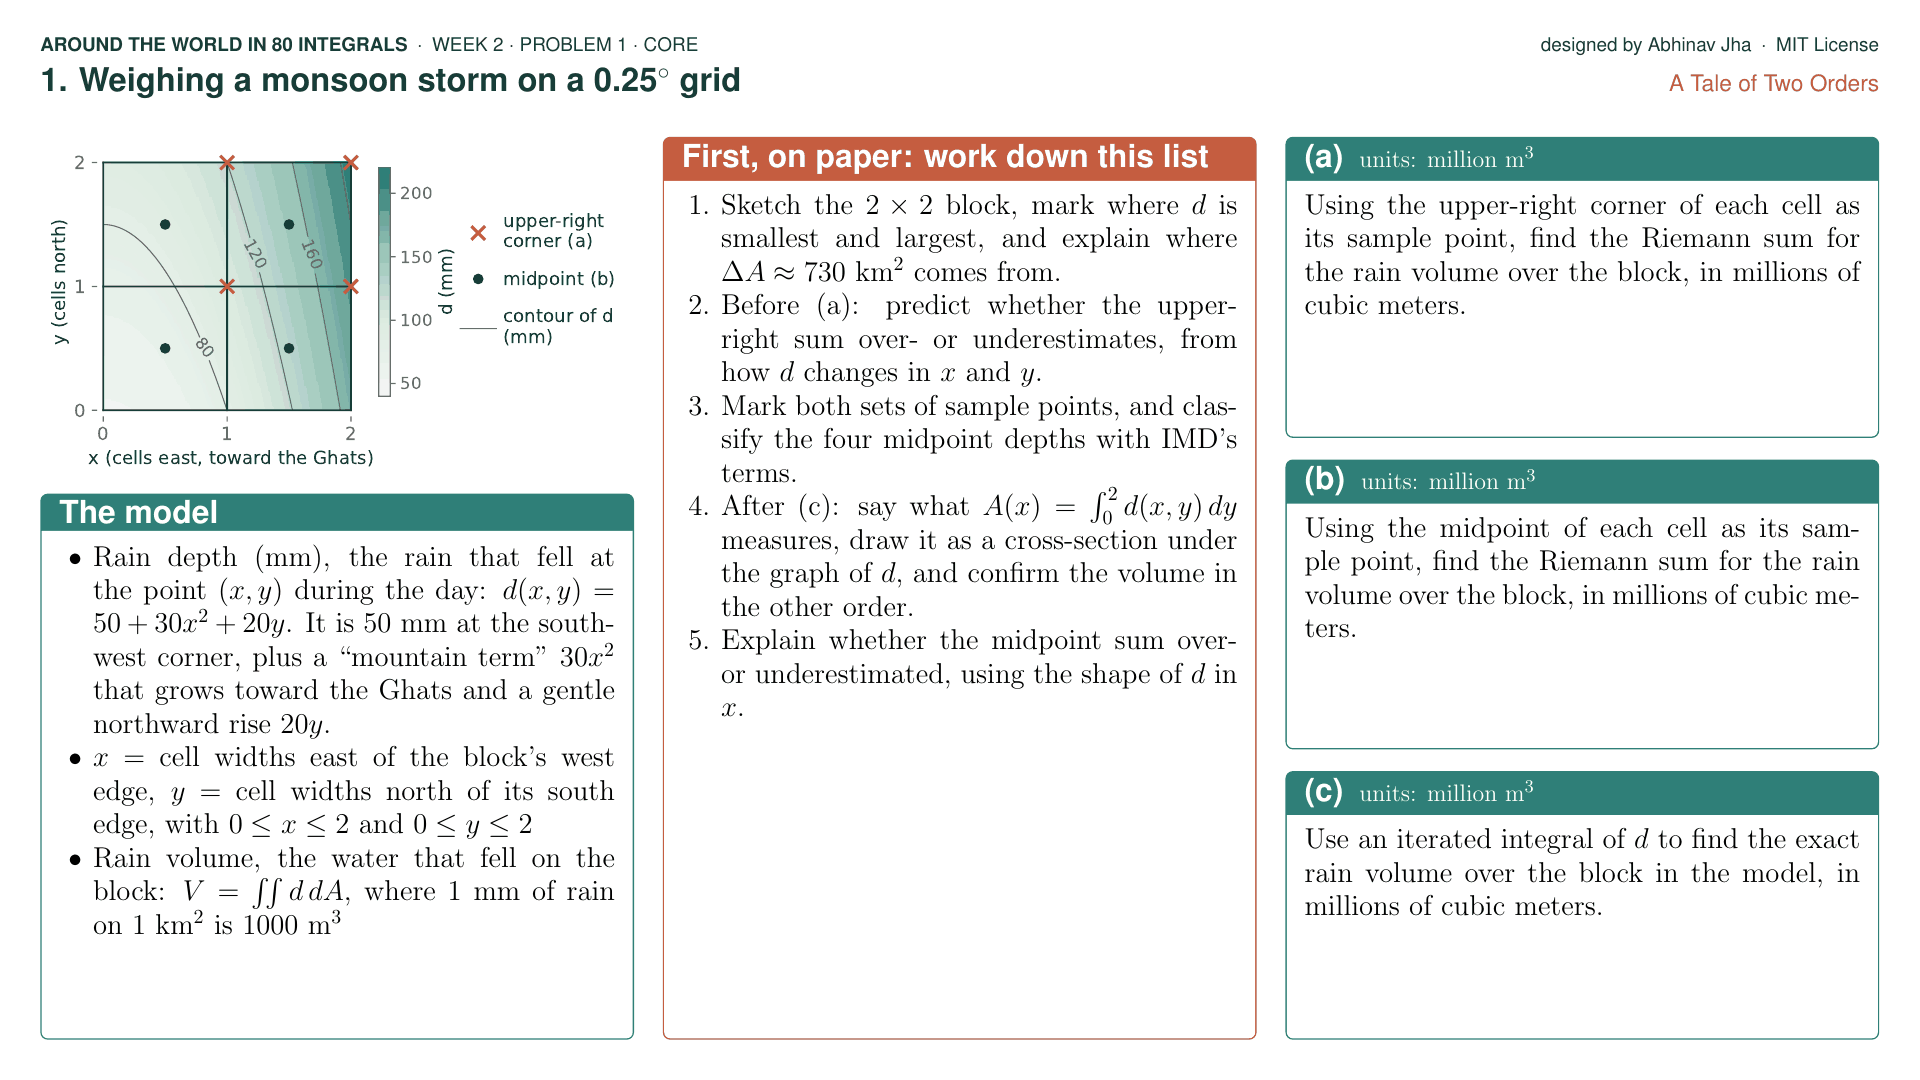 AROUND THE WORLD IN 80 INTEGRALS · WEEK 2 · PROBLEM 1 · CORE
designed by Abhinav Jha · MIT License
1. Weighing a monsoon storm on a 0.25° grid
A Tale of Two Orders
2
1
0
0
1
2
y (cells north)
x (cells east, toward the Ghats)
80
120
160
200
150
100
50
d (mm)
upper-right
corner (a)
midpoint (b)
contour of d
(mm)
The model
• Rain depth (mm), the rain that fell at
the point (x, y) during the day: d(x, y) =
50 + 30x² + 20y. It is 50 mm at the south-
west corner, plus a “mountain term” 30x²
that grows toward the Ghats and a gentle
northward rise 20y.
• x = cell widths east of the block’s west
edge, y = cell widths north of its south
edge, with 0 ≤ x ≤ 2 and 0 ≤ y ≤ 2
• Rain volume, the water that fell on the
block: V = ∬ d dA, where 1 mm of rain
on 1 km² is 1000 m³
First, on paper: work down this list
1. Sketch the 2 × 2 block, mark where d is
smallest and largest, and explain where
ΔA ≈ 730 km² comes from.
2. Before (a): predict whether the upper-
right sum over- or underestimates, from
how d changes in x and y.
3. Mark both sets of sample points, and clas-
sify the four midpoint depths with IMD’s
terms.
4. After (c): say what A(x) = ∫₀² d(x, y) dy
measures, draw it as a cross-section under
the graph of d, and confirm the volume in
the other order.
5. Explain whether the midpoint sum over-
or underestimated, using the shape of d in
x.
(a) units: million m³
Using the upper-right corner of each cell as
its sample point, find the Riemann sum for
the rain volume over the block, in millions of
cubic meters.
(b) units: million m³
Using the midpoint of each cell as its sam-
ple point, find the Riemann sum for the rain
volume over the block, in millions of cubic me-
ters.
(c) units: million m³
Use an iterated integral of d to find the exact
rain volume over the block in the model, in
millions of cubic meters.